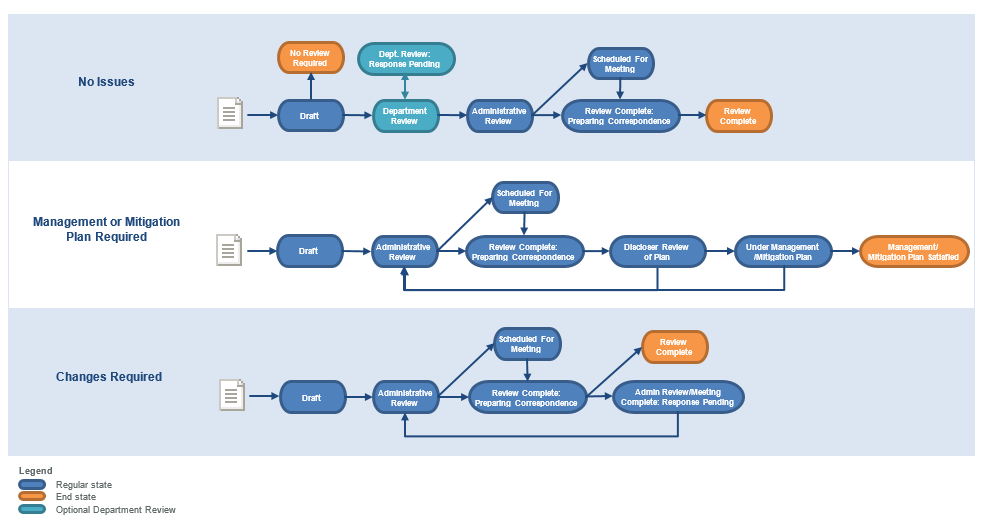 No Issues
No Review
Required
Dept. Review:
Response Pending
Scheduled For
Meeting
Draft
Department
Review
Administrative
Review
Review Complete:
Preparing Correspondence
Review
Complete
Management or Mitigation
Plan Required
Scheduled For
Meeting
Draft
Administrative
Review
Review Complete:
Preparing Correspondence
Discloser Review
of Plan
Under Management
/Mitigation Plan
Management/
Mitigation Plan Satisfied
Changes Required
Scheduled For
Meeting
Review
Complete
Draft
Administrative
Review
Review Complete:
Preparing Correspondence
Admin Review/Meeting
Complete: Response Pending
Legend
Regular state
End state
Optional Department Review